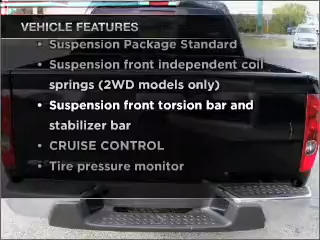 VEHICLE FEATURES
• Suspension Package Standard
• Suspension front independent coil
springs (2WD models only)
• Suspension front torsion bar and
stabilizer bar
• CRUISE CONTROL
• Tire pressure monitor